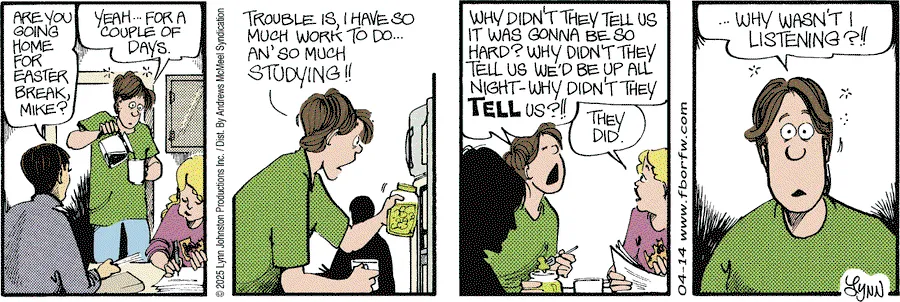 ARE YOU
GOING
HOME
FOR
EASTER
BREAK,
MIKE?
YEAH... FOR A
COUPLE OF
DAYS.
© 2025 Lynn Johnston Productions Inc. / Dist. By Andrews McMeel Syndication
TROUBLE IS, I HAVE SO
MUCH WORK TO DO...
AN' SO MUCH
STUDYING!!
WHY DIDN'T THEY TELL US
IT WAS GONNA BE SO
HARD? WHY DIDN'T THEY
TELL US WE'D BE UP ALL
NIGHT-WHY DIDN'T THEY
TELL US?!!
THEY
DID.
04-14 www.fborfw.com
... WHY WASN'T I
LISTENING?!!
LYNN